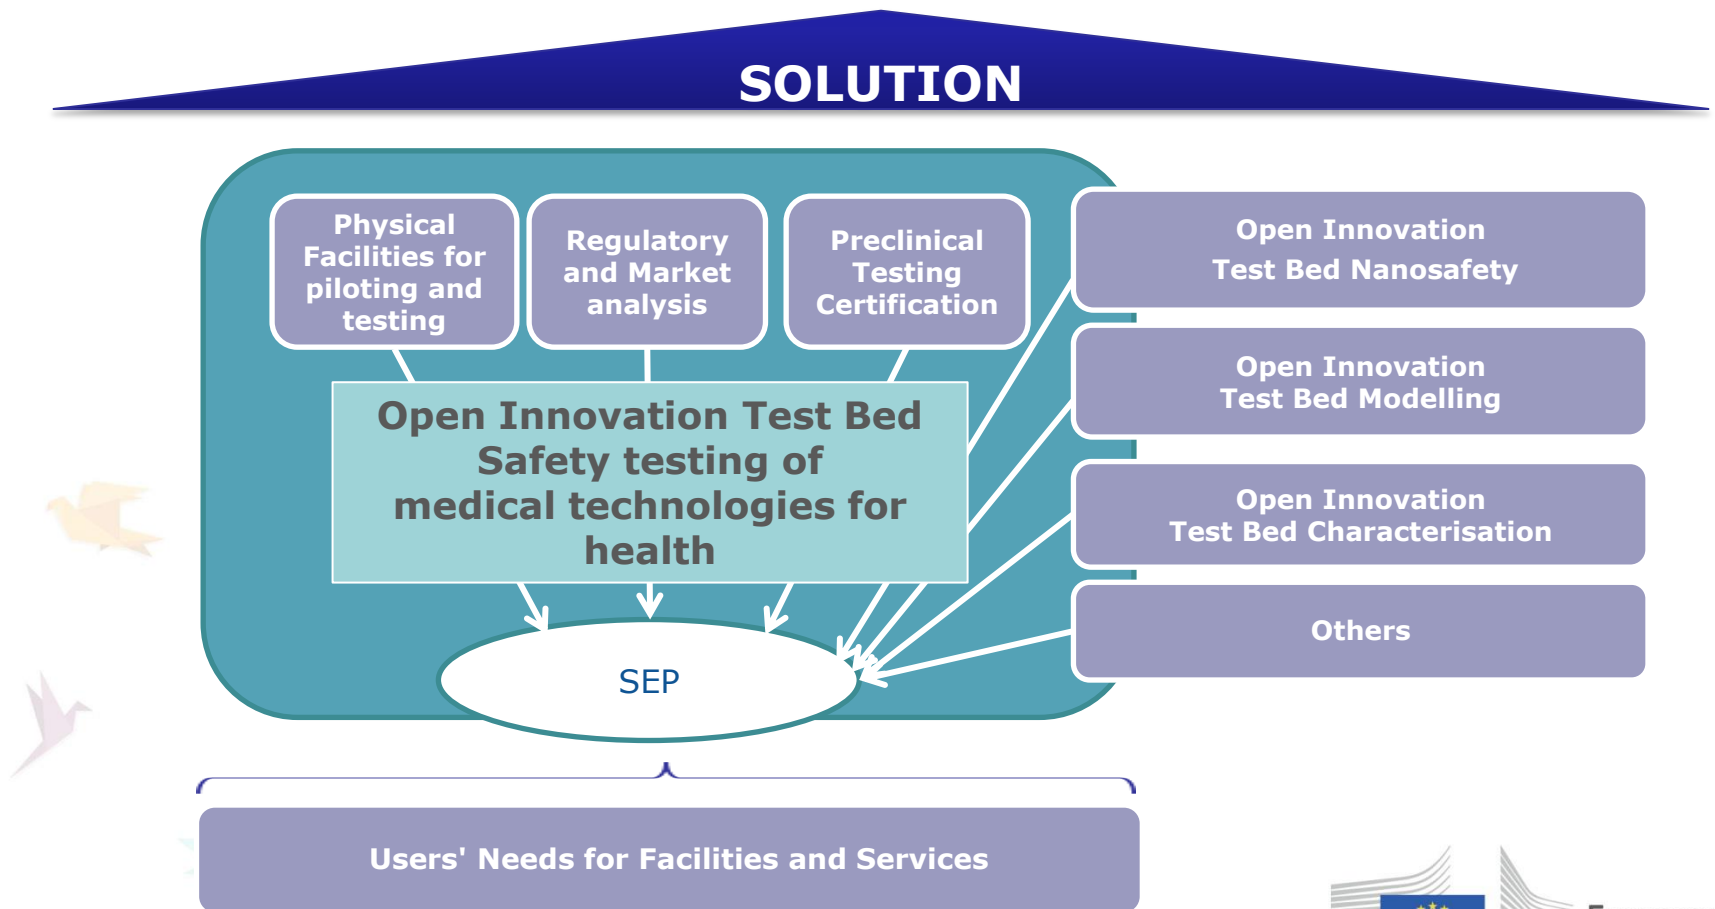 SOLUTION
Physical
Facilities for
piloting and
testing
Regulatory
and Market
analysis
Preclinical
Testing
Certification
Open Innovation
Test Bed Nanosafety
Open Innovation
Test Bed Modelling
Open Innovation
Test Bed Characterisation
Others
Open Innovation Test Bed
Safety testing of
medical technologies for
health
SEP
Users' Needs for Facilities and Services